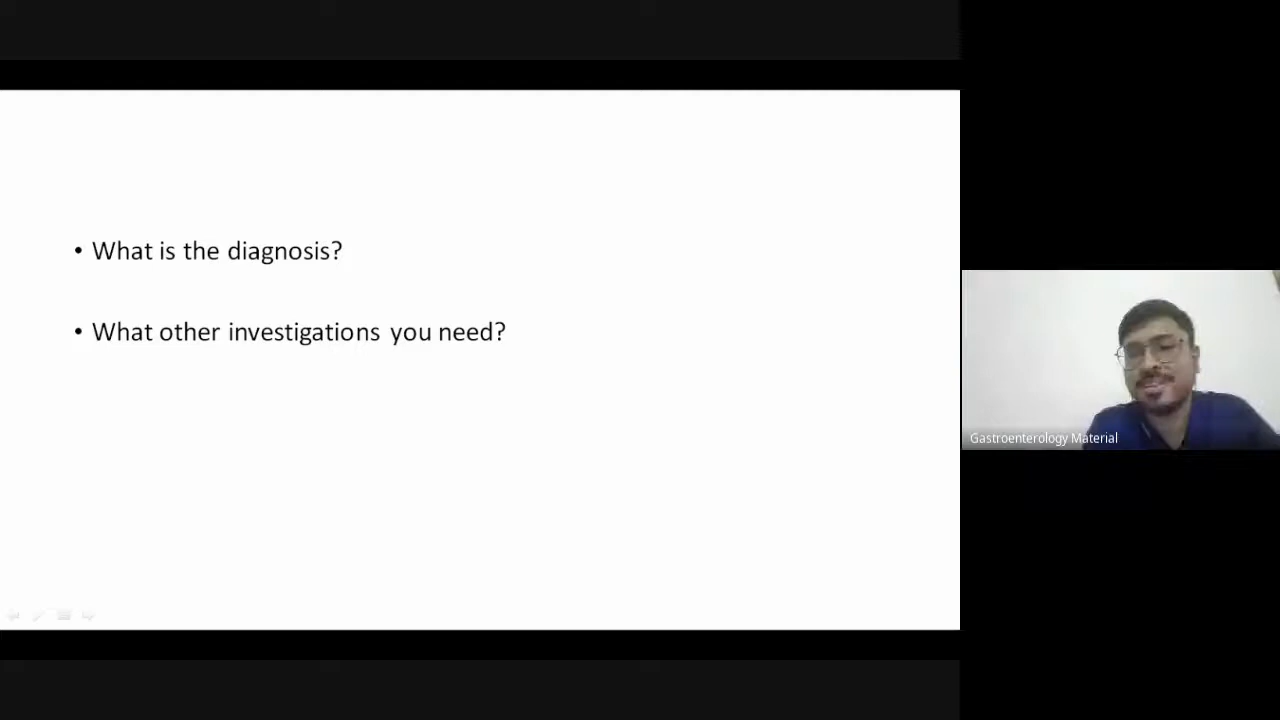 • What is the diagnosis?
• What other investigations you need?
Gastroenterology Material